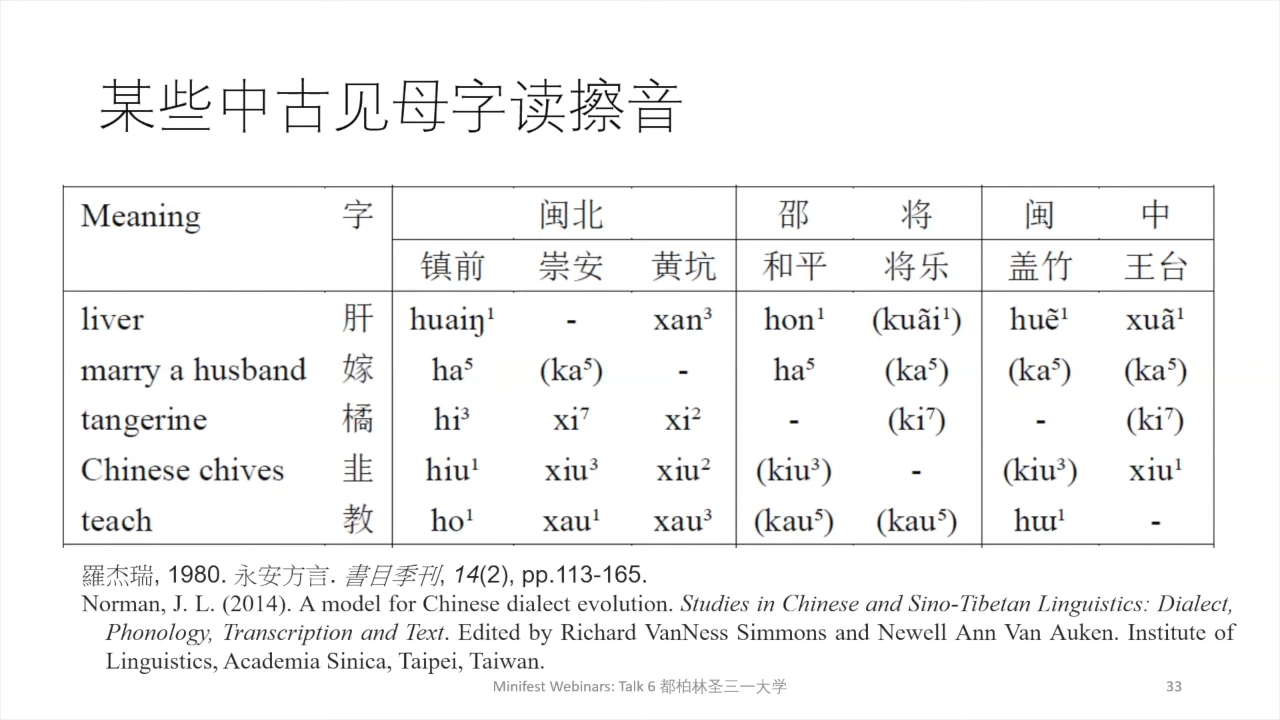 某些中古见母字读擦音
Meaning 字 闽北 邵 将 闽 中
镇前 崇安 黄坑 和平 将乐 盖竹 王台
liver 肝 huaiŋ¹ - xan³ hon¹ (kuãi¹) huẽ¹ xuã¹
marry a husband 嫁 ha⁵ (ka⁵) - ha⁵ (ka⁵) (ka⁵) (ka⁵)
tangerine 橘 hi³ xi⁷ xi² - (ki⁷) - (ki⁷)
Chinese chives 韭 hiu¹ xiu³ xiu² (kiu³) - (kiu³) xiu¹
teach 教 ho¹ xau¹ xau³ (kau⁵) (kau⁵) hɯ¹ -
羅杰瑞, 1980. 永安方言. 書目季刊, 14(2), pp.113-165.
Norman, J. L. (2014). A model for Chinese dialect evolution. Studies in Chinese and Sino-Tibetan Linguistics: Dialect,
Phonology, Transcription and Text. Edited by Richard VanNess Simmons and Newell Ann Van Auken. Institute of
Linguistics, Academia Sinica, Taipei, Taiwan.
Minifest Webinars: Talk 6 都柏林圣三一大学 33